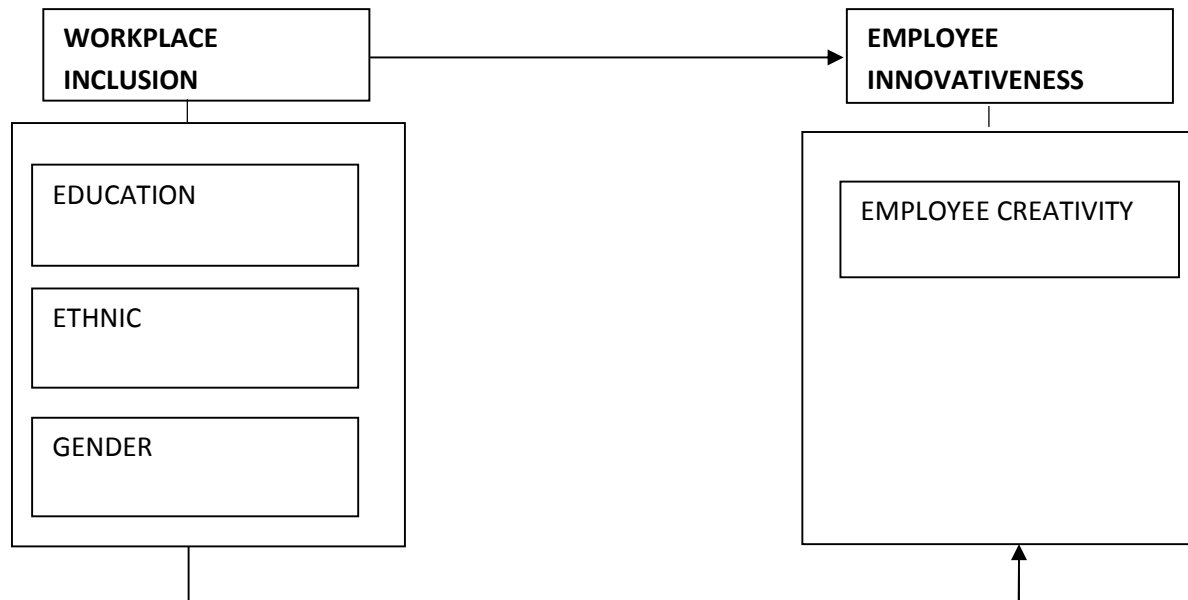 WORKPLACE
INCLUSION
EMPLOYEE
INNOVATIVENESS
EDUCATION
EMPLOYEE CREATIVITY
ETHNIC
GENDER